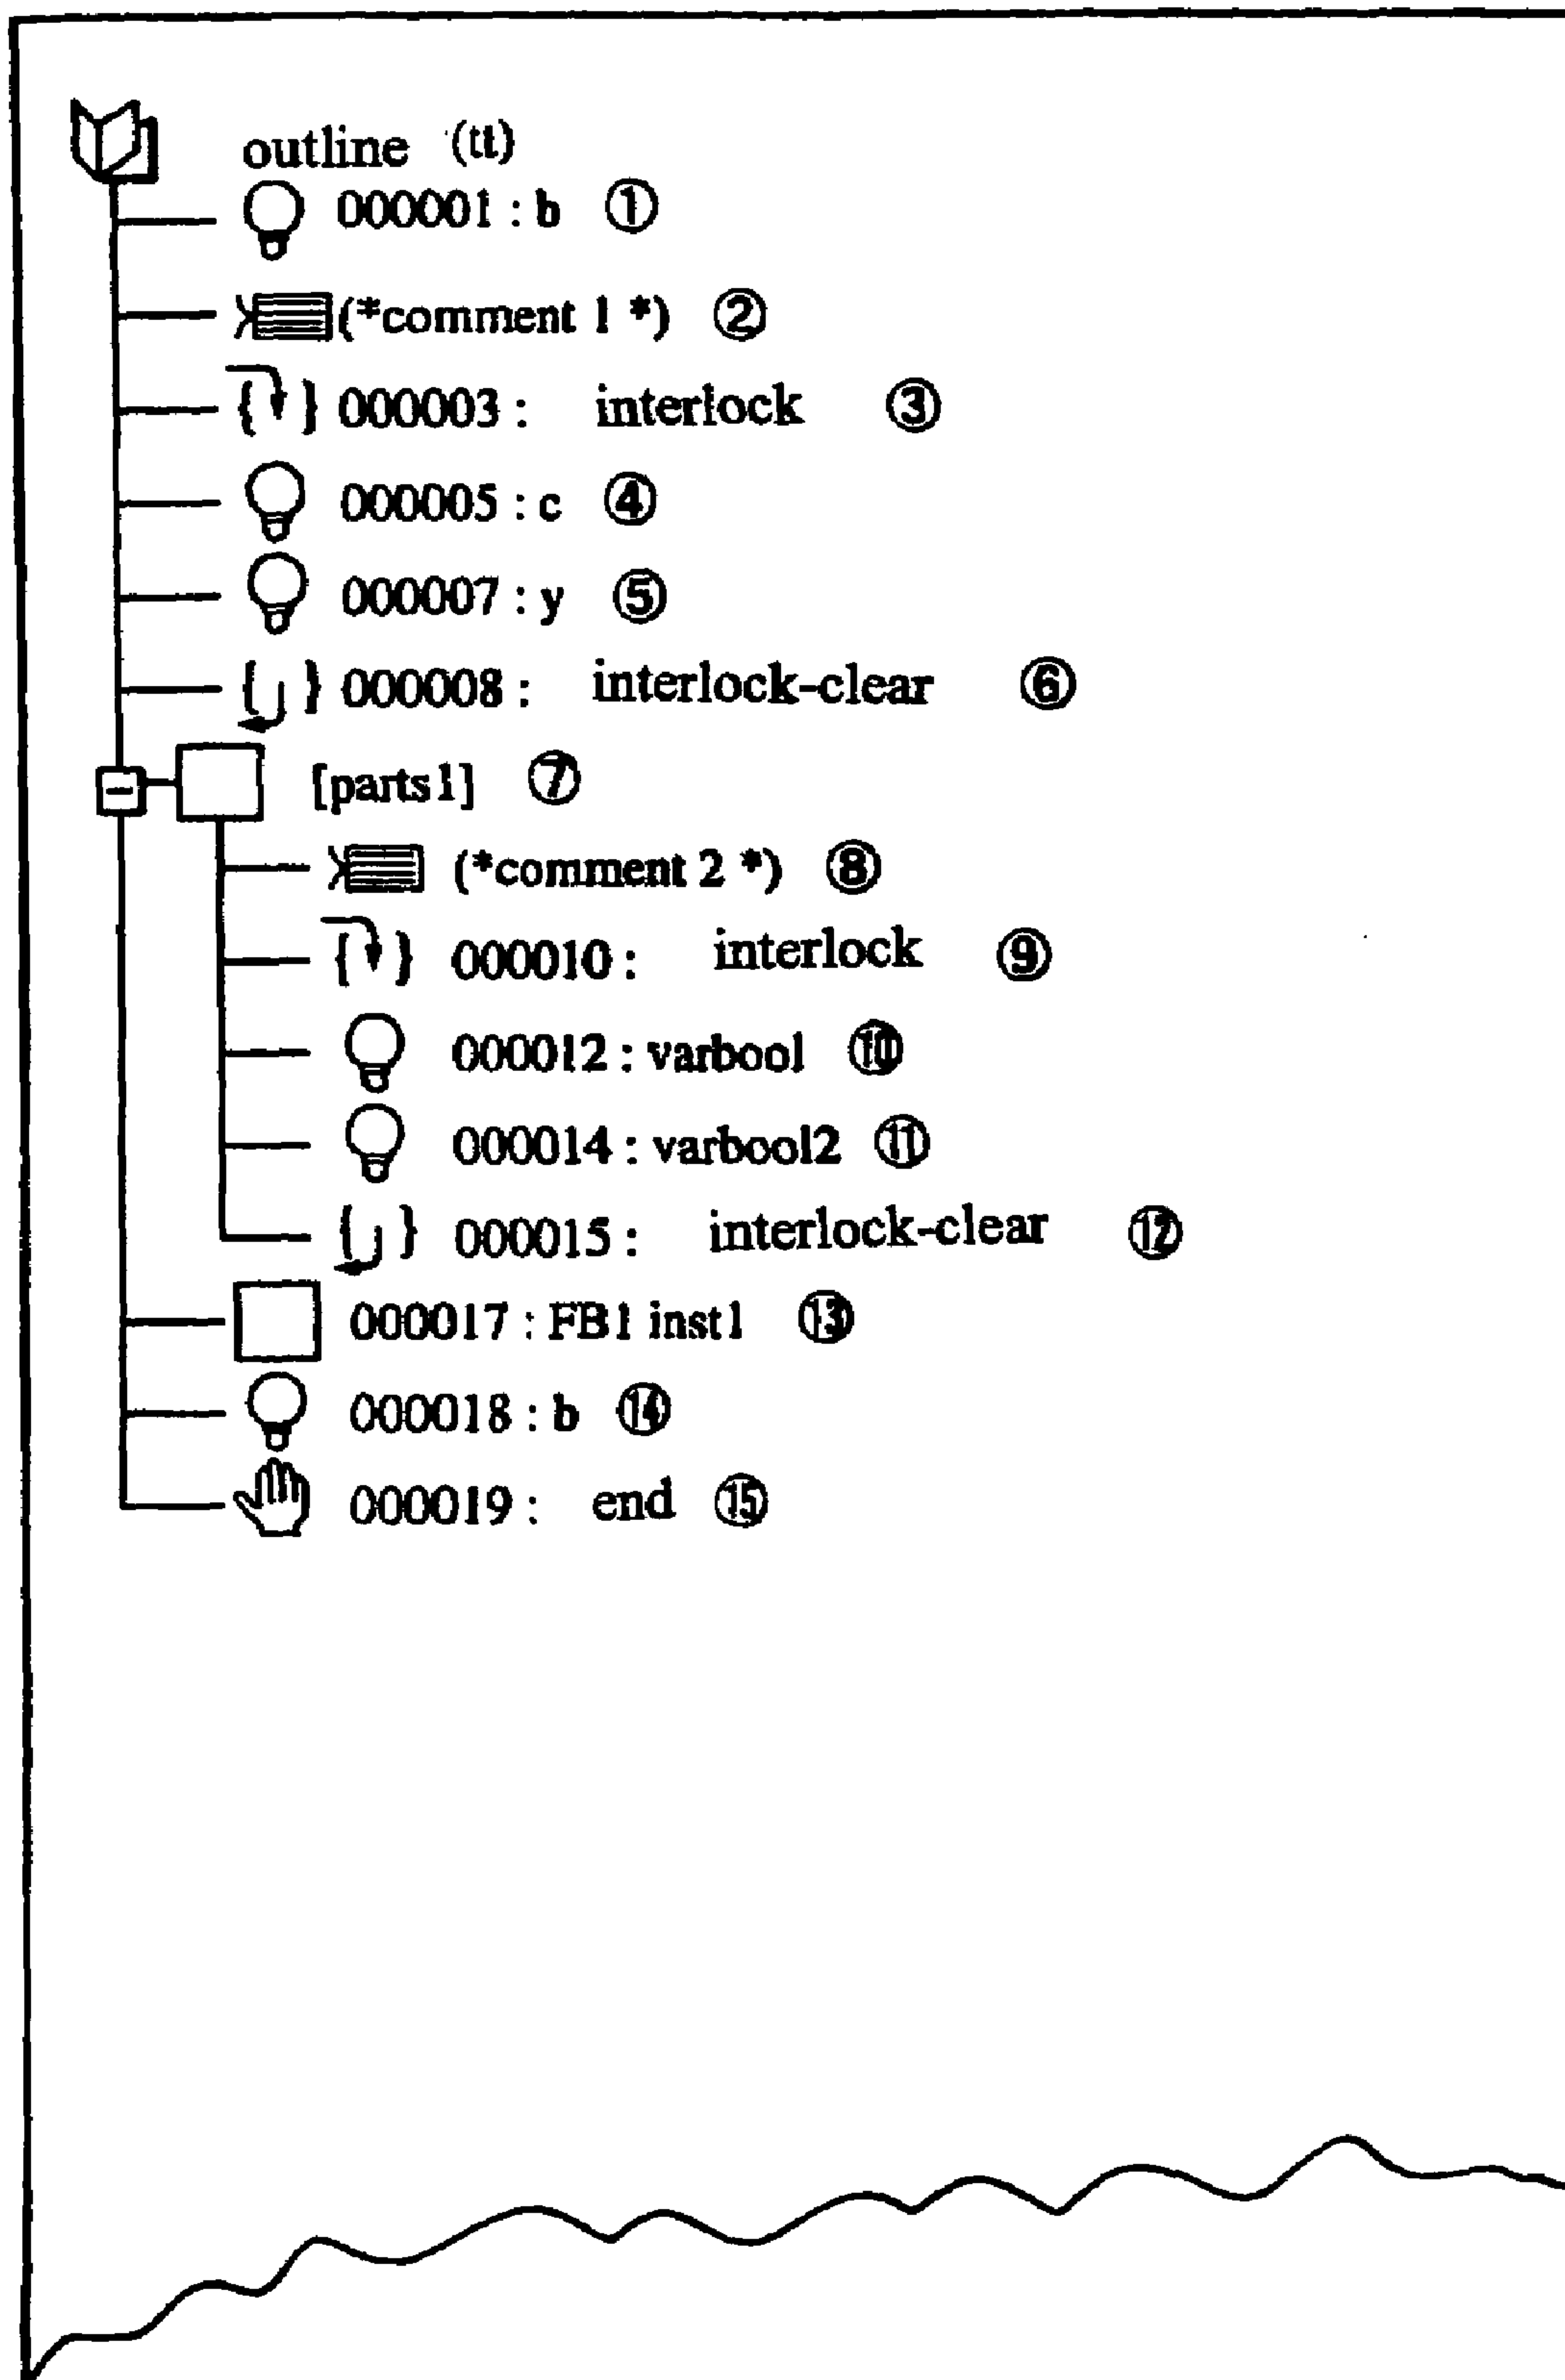 outline (tt)
000001 : b ①
(*comment 1 *) ②
{ } 000003 : interlock ③
000005 : c ④
000007 : y ⑤
{ } 000008 : interlock-clear ⑥
[parts1] ⑦
(*comment 2 *) ⑧
{ } 000010 : interlock ⑨
000012 : varbool ⑩
000014 : varbool2 ⑪
{ } 000015 : interlock-clear ⑫
000017 : FB1 inst1 ⑬
000018 : b ⑭
000019 : end ⑮